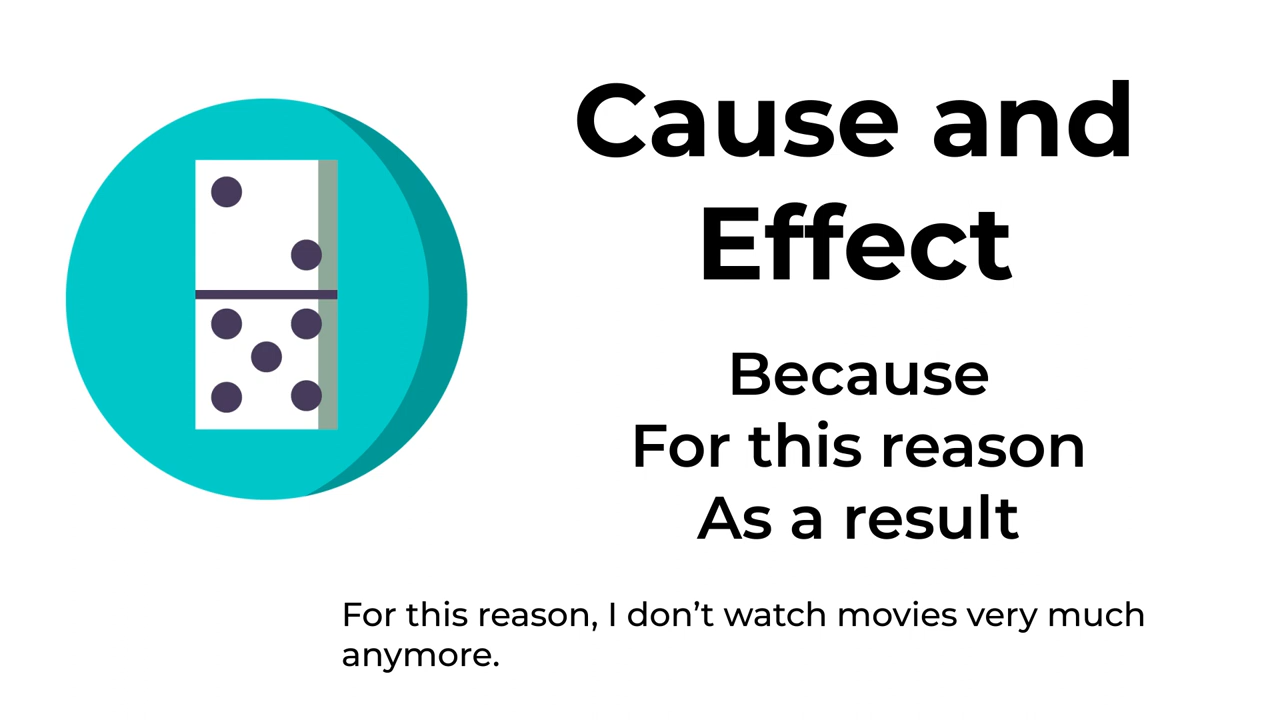 Cause and
Effect
Because
For this reason
As a result
For this reason, I don’t watch movies very much
anymore.